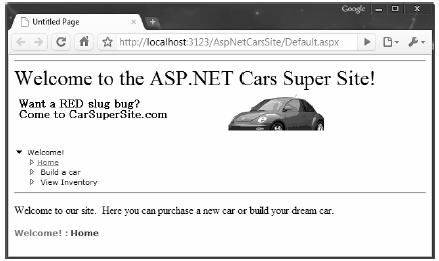 Untitled Page
Google
http://localhost:3123/AspNetCarsSite/Default.aspx
Welcome to the ASP.NET Cars Super Site!
Want a RED slug bug?
Come to CarSuperSite.com
Welcome!
Home
Build a car
View Inventory
Welcome to our site. Here you can purchase a new car or build your dream car.
Welcome! : Home